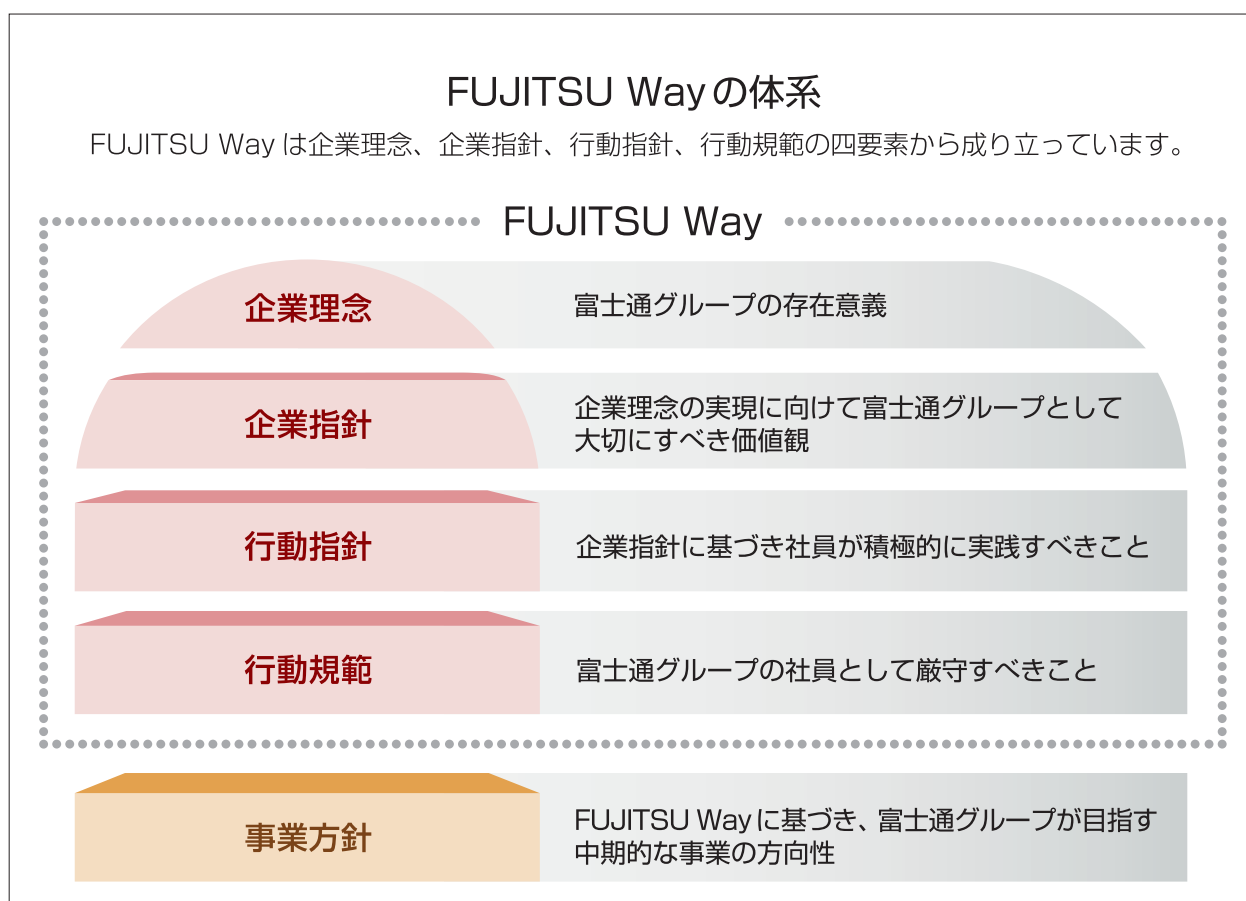 FUJITSU Wayの体系
FUJITSU Wayは企業理念、企業指針、行動指針、行動規範の四要素から成り立っています。
FUJITSU Way
企業理念
富士通グループの存在意義
企業指針
企業理念の実現に向けて富士通グループとして
大切にすべき価値観
行動指針
企業指針に基づき社員が積極的に実践すべきこと
行動規範
富士通グループの社員として厳守すべきこと
事業方針
FUJITSU Wayに基づき、富士通グループが目指す
中期的な事業の方向性